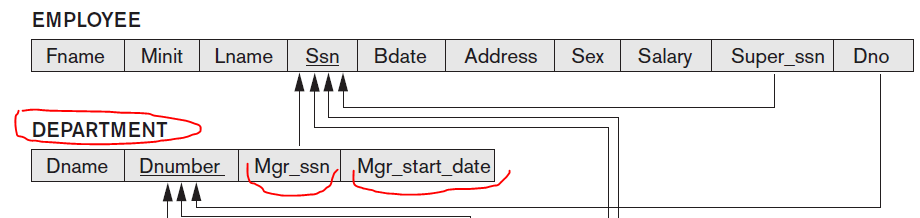 EMPLOYEE
Fname Minit Lname Ssn Bdate Address Sex Salary Super_ssn Dno
DEPARTMENT
Dname Dnumber Mgr_ssn Mgr_start_date